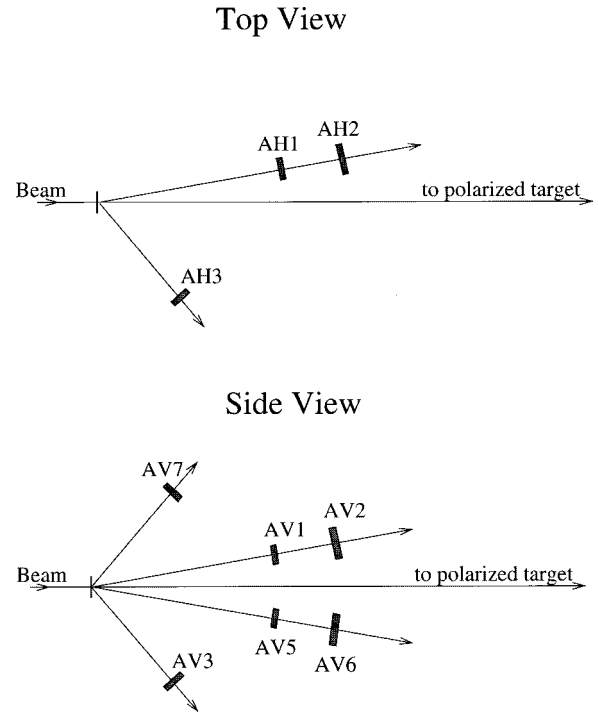 Top View
AH2
AH1
Beam
to polarized target
AH3
Side View
AV7
AV2
AV1
Beam
to polarized target
AV5
AV6
AV3